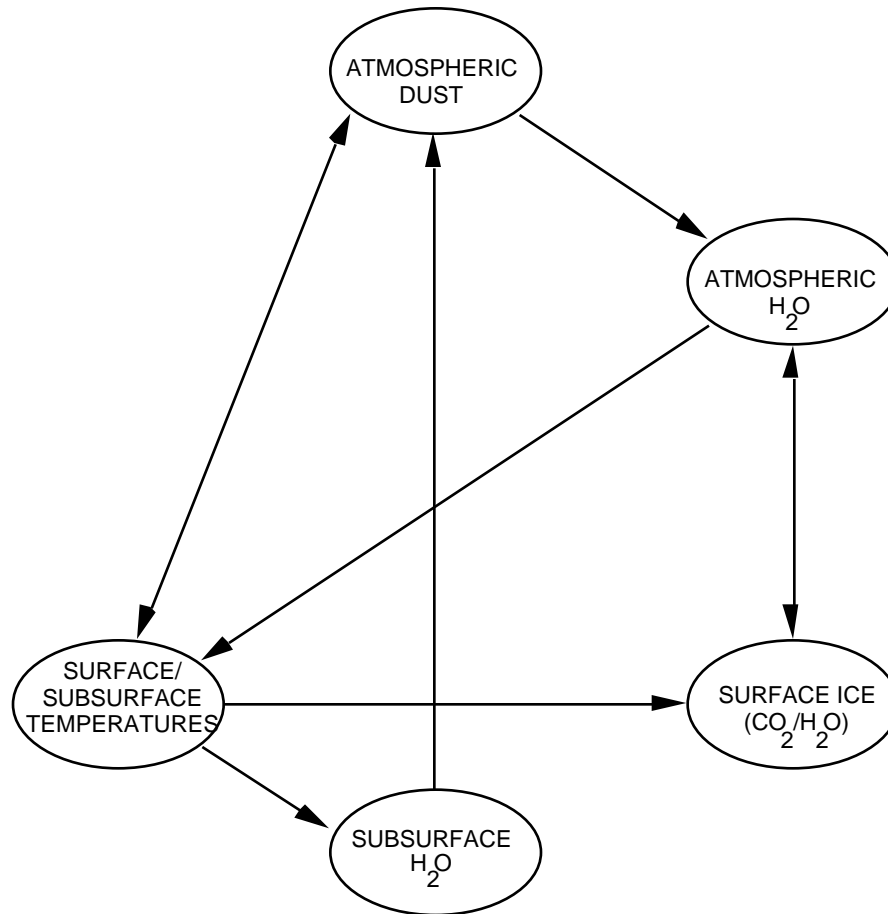 ATMOSPHERIC
DUST
ATMOSPHERIC
H₂O
SURFACE/
SUBSURFACE
TEMPERATURES
SURFACE ICE
(CO₂/H₂O)
SUBSURFACE
H₂O